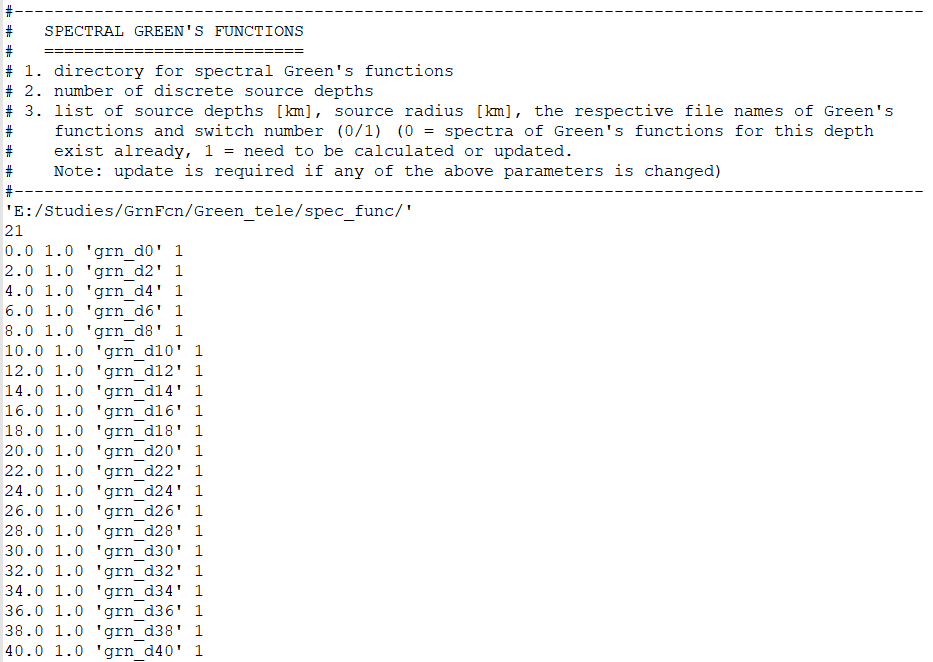 #-------------------------------------------------------------------------------------------
#   SPECTRAL GREEN'S FUNCTIONS
#   ==========================
# 1. directory for spectral Green's functions
# 2. number of discrete source depths
# 3. list of source depths [km], source radius [km], the respective file names of Green's
#    functions and switch number (0/1) (0 = spectra of Green's functions for this depth
#    exist already, 1 = need to be calculated or updated.
#    Note: update is required if any of the above parameters is changed)
#-------------------------------------------------------------------------------------------
'E:/Studies/GrnFcn/Green_tele/spec_func/'
21
0.0 1.0 'grn_d0' 1
2.0 1.0 'grn_d2' 1
4.0 1.0 'grn_d4' 1
6.0 1.0 'grn_d6' 1
8.0 1.0 'grn_d8' 1
10.0 1.0 'grn_d10' 1
12.0 1.0 'grn_d12' 1
14.0 1.0 'grn_d14' 1
16.0 1.0 'grn_d16' 1
18.0 1.0 'grn_d18' 1
20.0 1.0 'grn_d20' 1
22.0 1.0 'grn_d22' 1
24.0 1.0 'grn_d24' 1
26.0 1.0 'grn_d26' 1
28.0 1.0 'grn_d28' 1
30.0 1.0 'grn_d30' 1
32.0 1.0 'grn_d32' 1
34.0 1.0 'grn_d34' 1
36.0 1.0 'grn_d36' 1
38.0 1.0 'grn_d38' 1
40.0 1.0 'grn_d40' 1